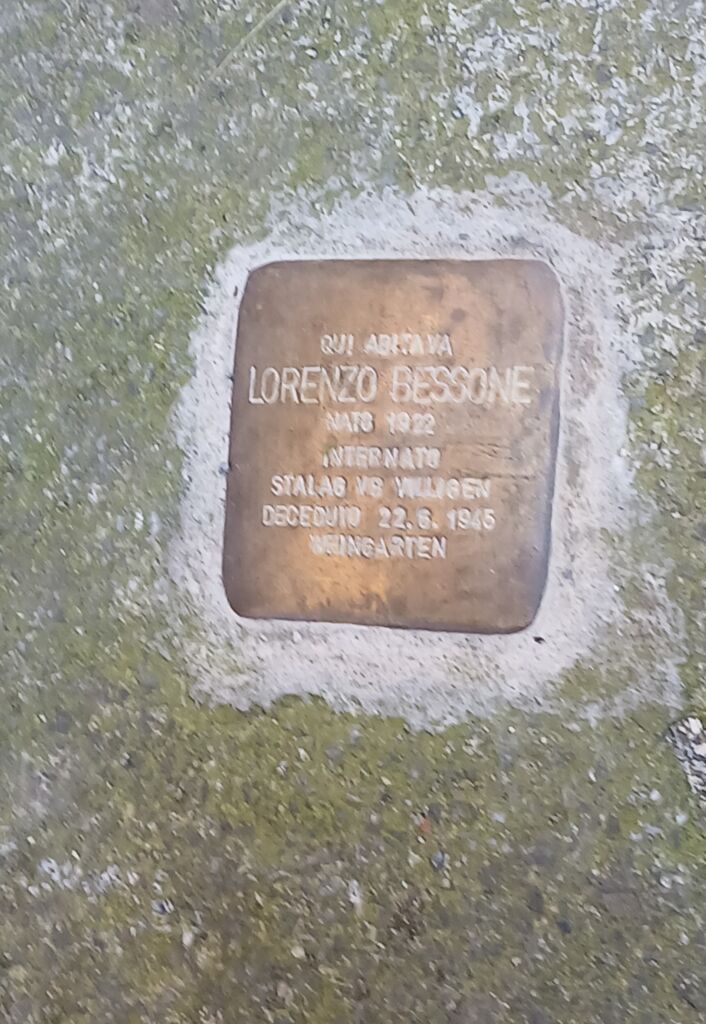 QUI ABITAVA
LORENZO BESSONE
NATO 1922
INTERNATO
STALAG VB VILLIGEN
DECEDUTO 22.6.1945
WEINGARTEN